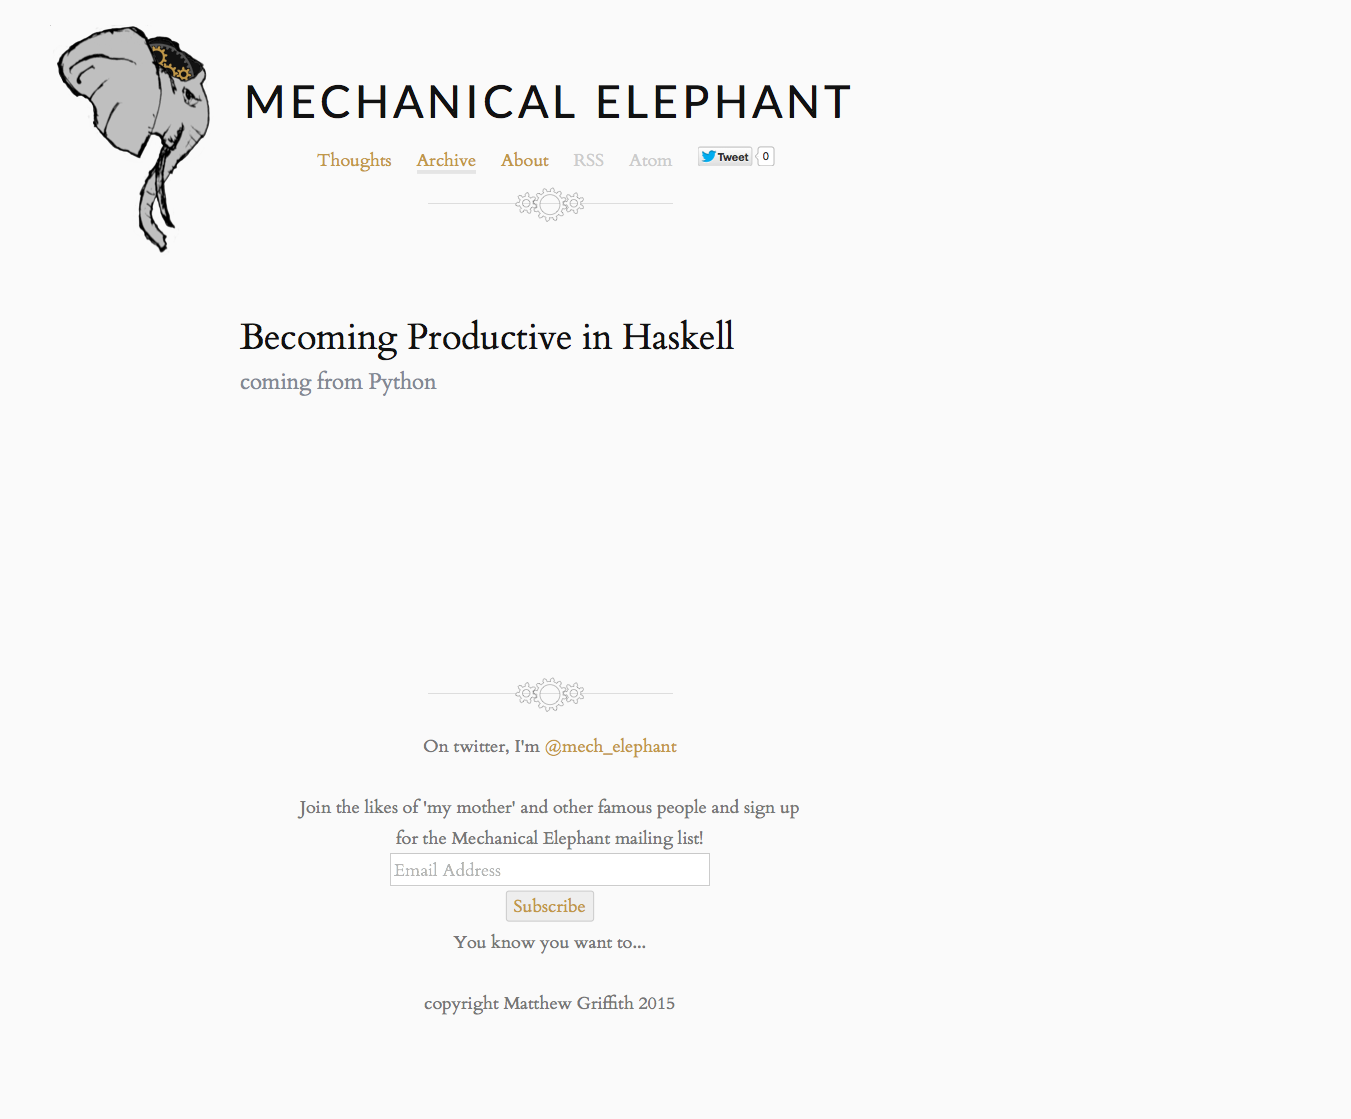 MECHANICAL ELEPHANT
Thoughts Archive About RSS Atom Tweet 0
Becoming Productive in Haskell
coming from Python
On twitter, I'm @mech_elephant
Join the likes of 'my mother' and other famous people and sign up
for the Mechanical Elephant mailing list!
Email Address
Subscribe
You know you want to...
copyright Matthew Griffith 2015